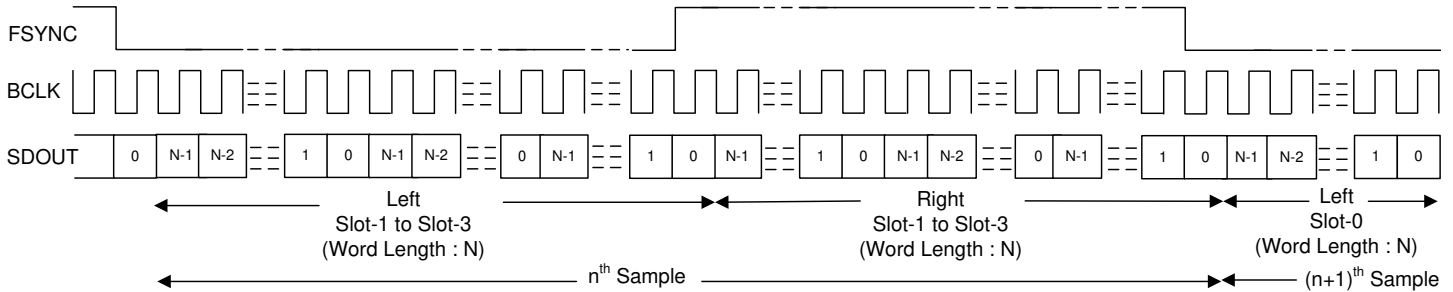 FSYNC
BCLK
SDOUT 0 N-1 N-2 1 0 N-1 N-2 0 N-1 1 0 N-1 1 0 N-1 N-2 0 N-1 1 0 N-1 N-2 1 0
Left
Slot-1 to Slot-3
(Word Length : N)
Right
Slot-1 to Slot-3
(Word Length : N)
Left
Slot-0
(Word Length : N)
nth Sample
(n+1)th Sample